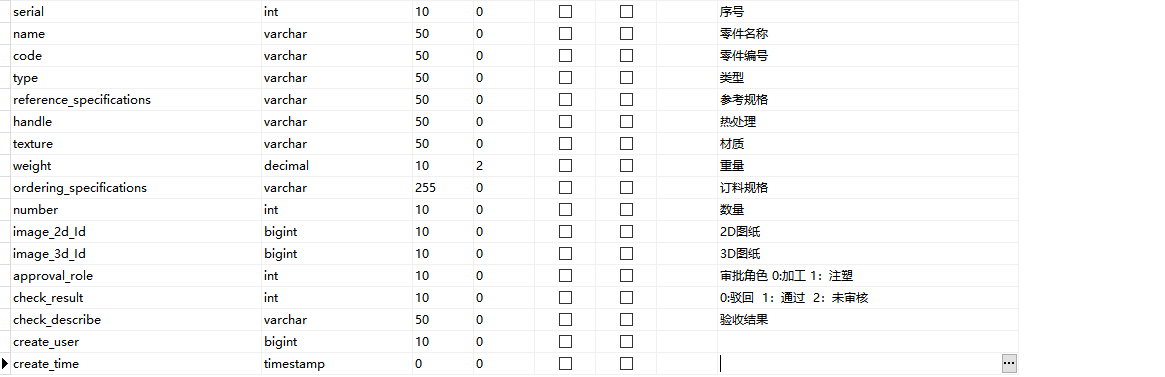 serial int 10 0 序号
name varchar 50 0 零件名称
code varchar 50 0 零件编号
type varchar 50 0 类型
reference_specifications varchar 50 0 参考规格
handle varchar 50 0 热处理
texture varchar 50 0 材质
weight decimal 10 2 重量
ordering_specifications varchar 255 0 订料规格
number int 10 0 数量
image_2d_Id bigint 10 0 2D图纸
image_3d_Id bigint 10 0 3D图纸
approval_role int 10 0 审批角色 0:加工 1：注塑
check_result int 10 0 0:驳回 1：通过 2：未审核
check_describe varchar 50 0 验收结果
create_user bigint 10 0
create_time timestamp 0 0